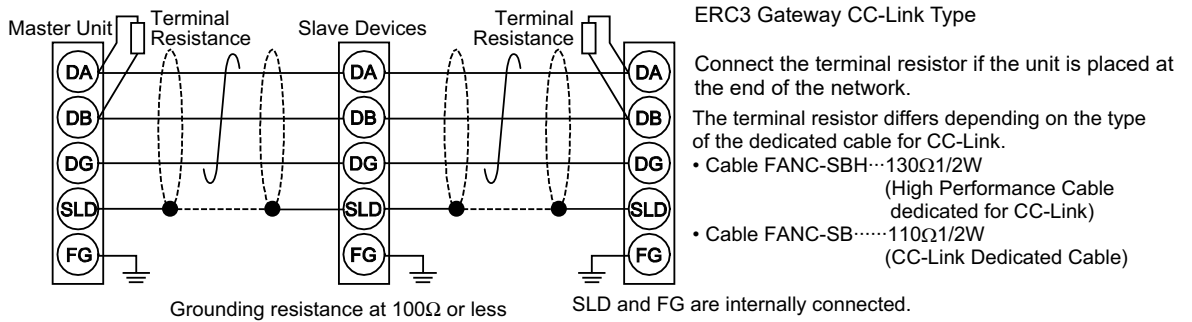 Master Unit
Terminal
Resistance
Slave Devices
Terminal
Resistance
ERC3 Gateway CC-Link Type
DA
DB
DG
SLD
FG
DA
DB
DG
SLD
FG
DA
DB
DG
SLD
FG
Connect the terminal resistor if the unit is placed at
the end of the network.
The terminal resistor differs depending on the type
of the dedicated cable for CC-Link.
• Cable FANC-SBH···130Ω1/2W
(High Performance Cable
dedicated for CC-Link)
• Cable FANC-SB······110Ω1/2W
(CC-Link Dedicated Cable)
Grounding resistance at 100Ω or less
SLD and FG are internally connected.